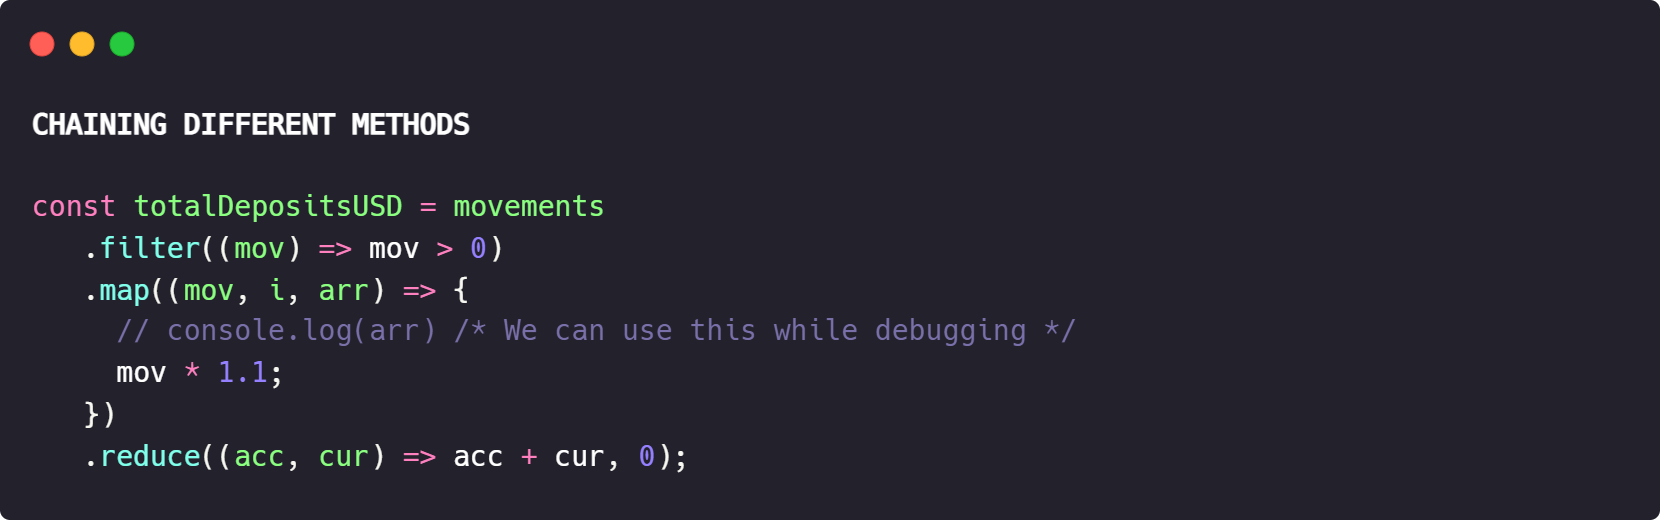 CHAINING DIFFERENT METHODS
const totalDepositsUSD = movements
.filter((mov) => mov > 0)
.map((mov, i, arr) => {
// console.log(arr) /* We can use this while debugging */
mov * 1.1;
})
.reduce((acc, cur) => acc + cur, 0);